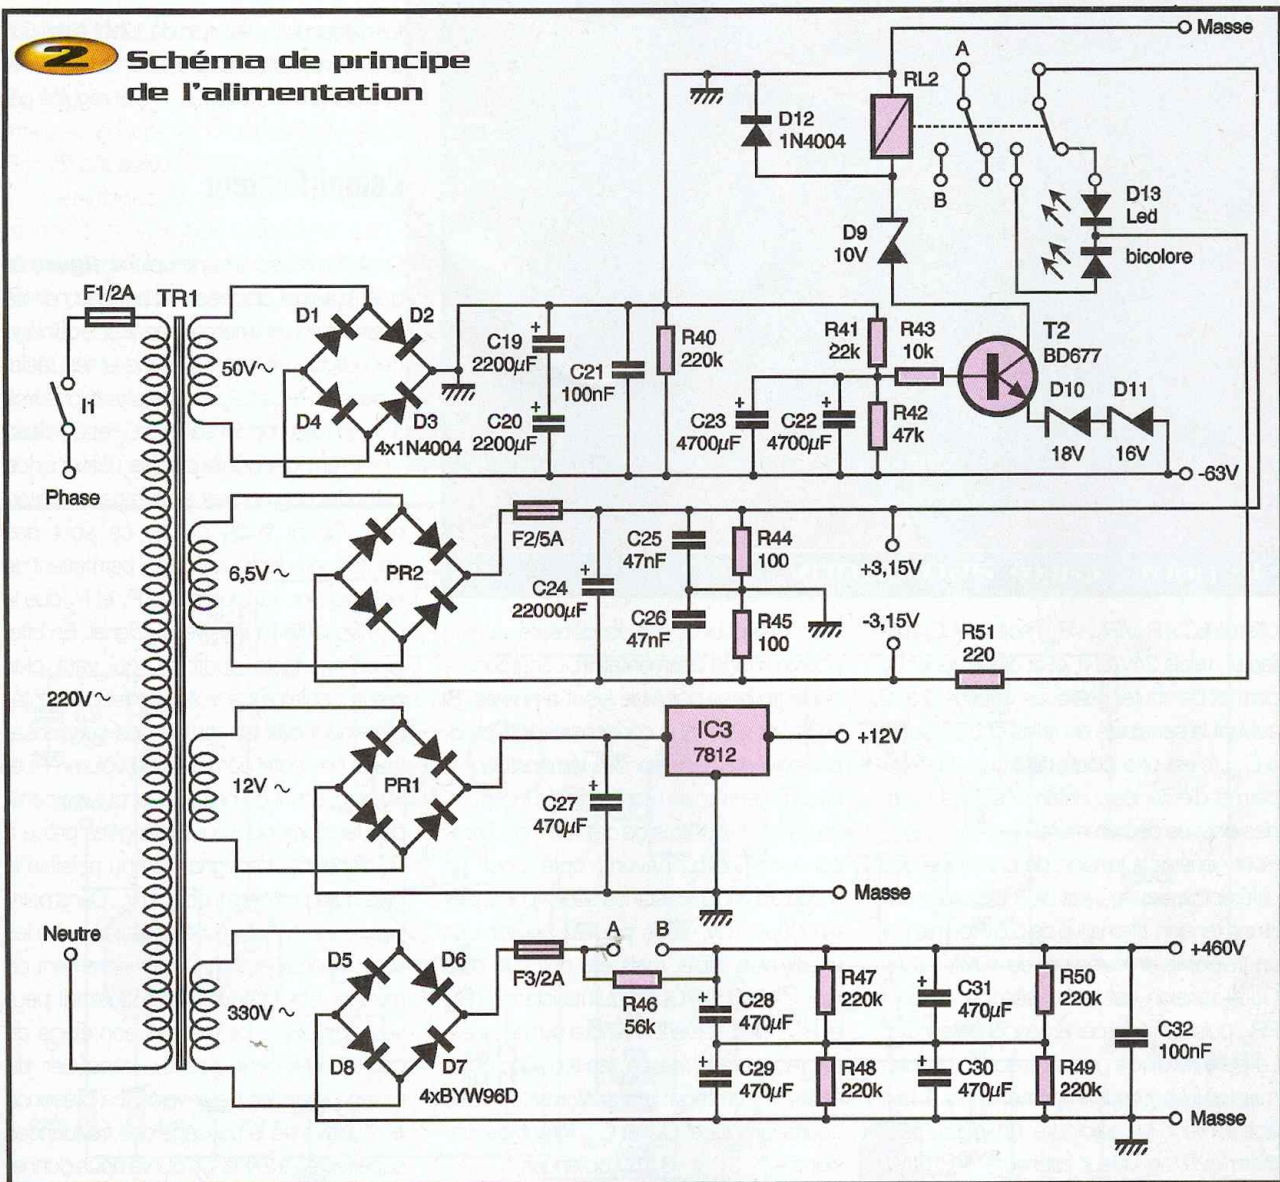 2 Schéma de principe
de l'alimentation
Masse
A
RL2
D12
1N4004
B
D13
Led
bicolore
D9
10V
F1/2A
TR1
D1
D2
50V~
D4
D3
4x1N4004
I1
Phase
C19
2200µF
C20
2200µF
C21
100nF
R40
220k
R41
22k
R43
10k
T2
BD677
C23
4700µF
C22
4700µF
R42
47k
D10
18V
D11
16V
-63V
6,5V~
PR2
F2/5A
C24
22000µF
C25
47nF
C26
47nF
R44
100
R45
100
+3,15V
-3,15V
R51
220
220V~
12V~
PR1
C27
470µF
IC3
7812
+12V
Masse
Neutre
330V~
D5
D6
D8
D7
4xBYW96D
F3/2A
A
B
R46
56k
C28
470µF
C29
470µF
R47
220k
R48
220k
C31
470µF
C30
470µF
R50
220k
R49
220k
C32
100nF
+460V
Masse